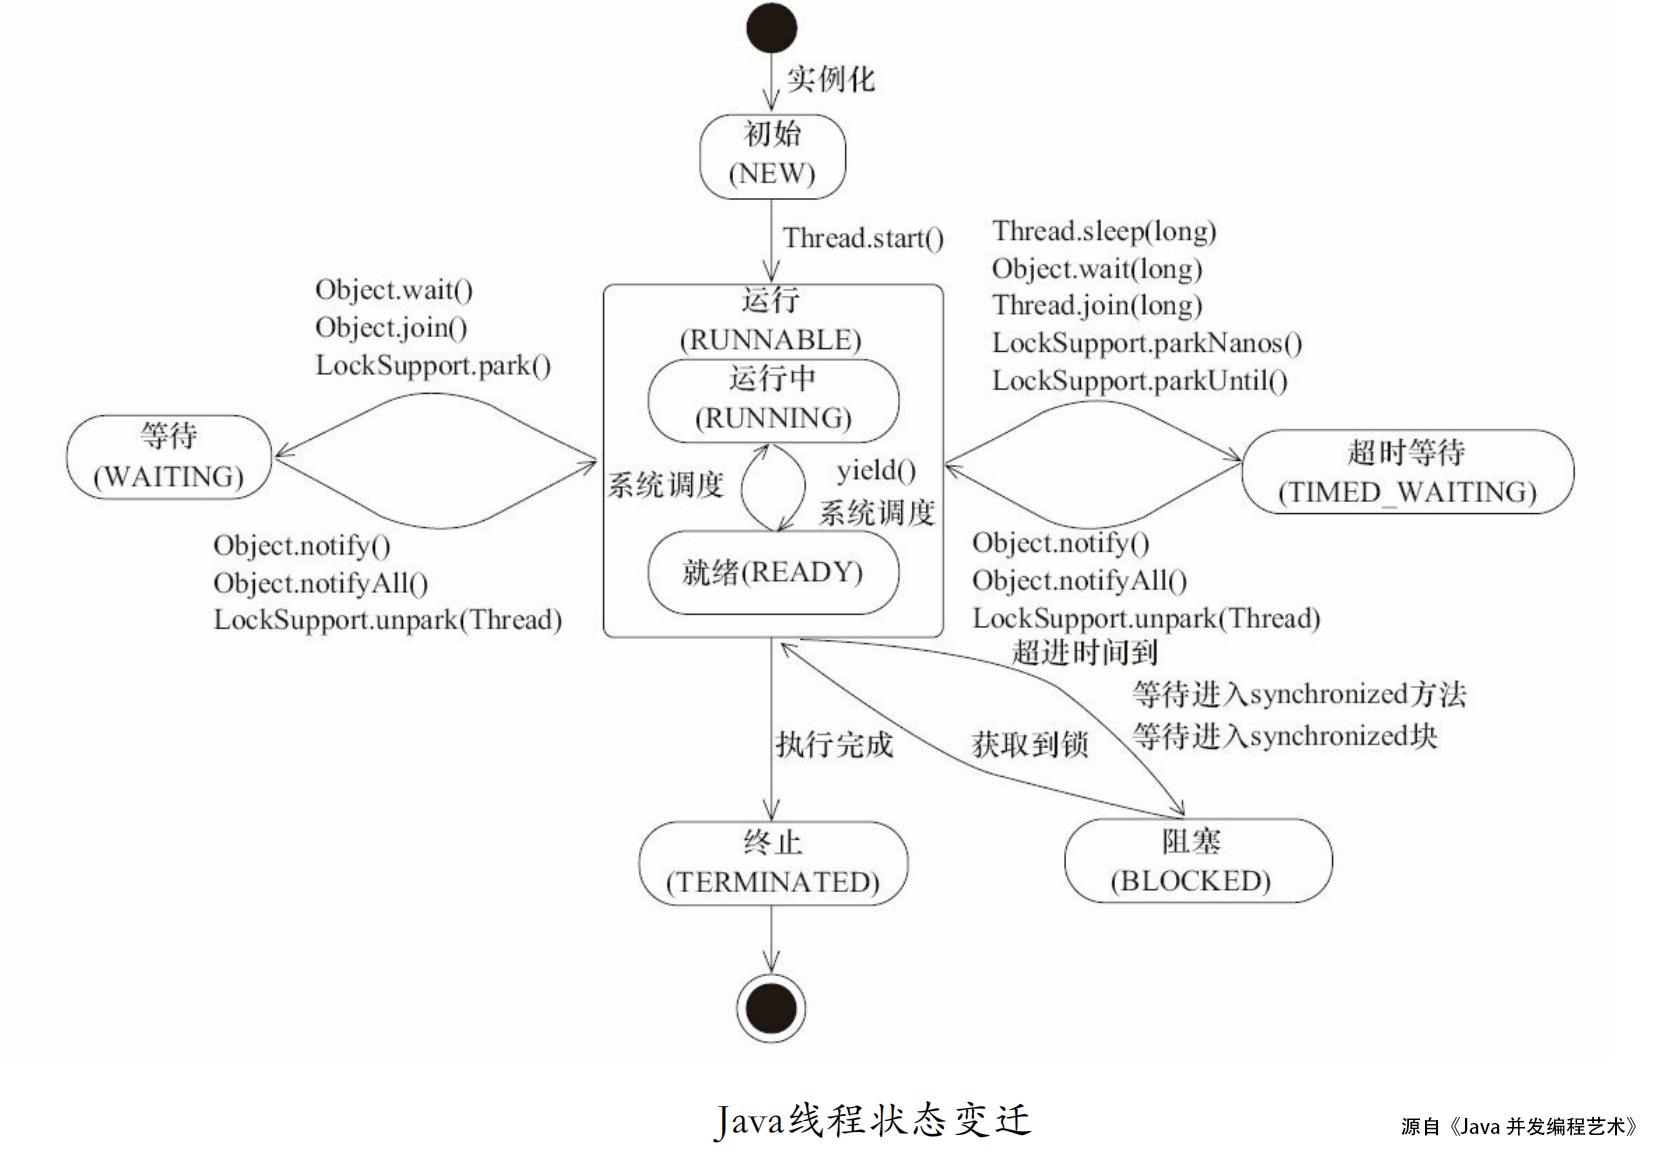 实例化
初始
(NEW)
Thread.start()
Object.wait()
Object.join()
LockSupport.park()
Thread.sleep(long)
Object.wait(long)
Thread.join(long)
LockSupport.parkNanos()
LockSupport.parkUntil()
运行
(RUNNABLE)
运行中
(RUNNING)
等待
(WAITING)
系统调度
yield()
系统调度
超时等待
(TIMED_WAITING)
就绪(READY)
Object.notify()
Object.notifyAll()
LockSupport.unpark(Thread)
Object.notify()
Object.notifyAll()
LockSupport.unpark(Thread)
超进时间到
等待进入synchronized方法
等待进入synchronized块
执行完成
获取到锁
终止
(TERMINATED)
阻塞
(BLOCKED)
Java线程状态变迁
源自《Java 并发编程艺术》